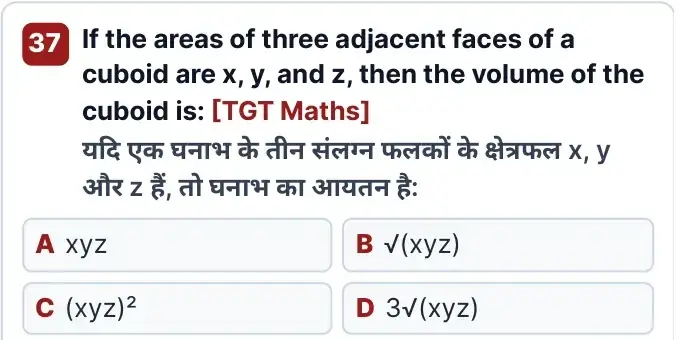 37 If the areas of three adjacent faces of a
cuboid are x, y, and z, then the volume of the
cuboid is: [TGT Maths]
यदि एक घनाभ के तीन संलग्न फलकों के क्षेत्रफल x, y
और z हैं, तो घनाभ का आयतन है:
A xyz
B √(xyz)
C (xyz)²
D 3√(xyz)